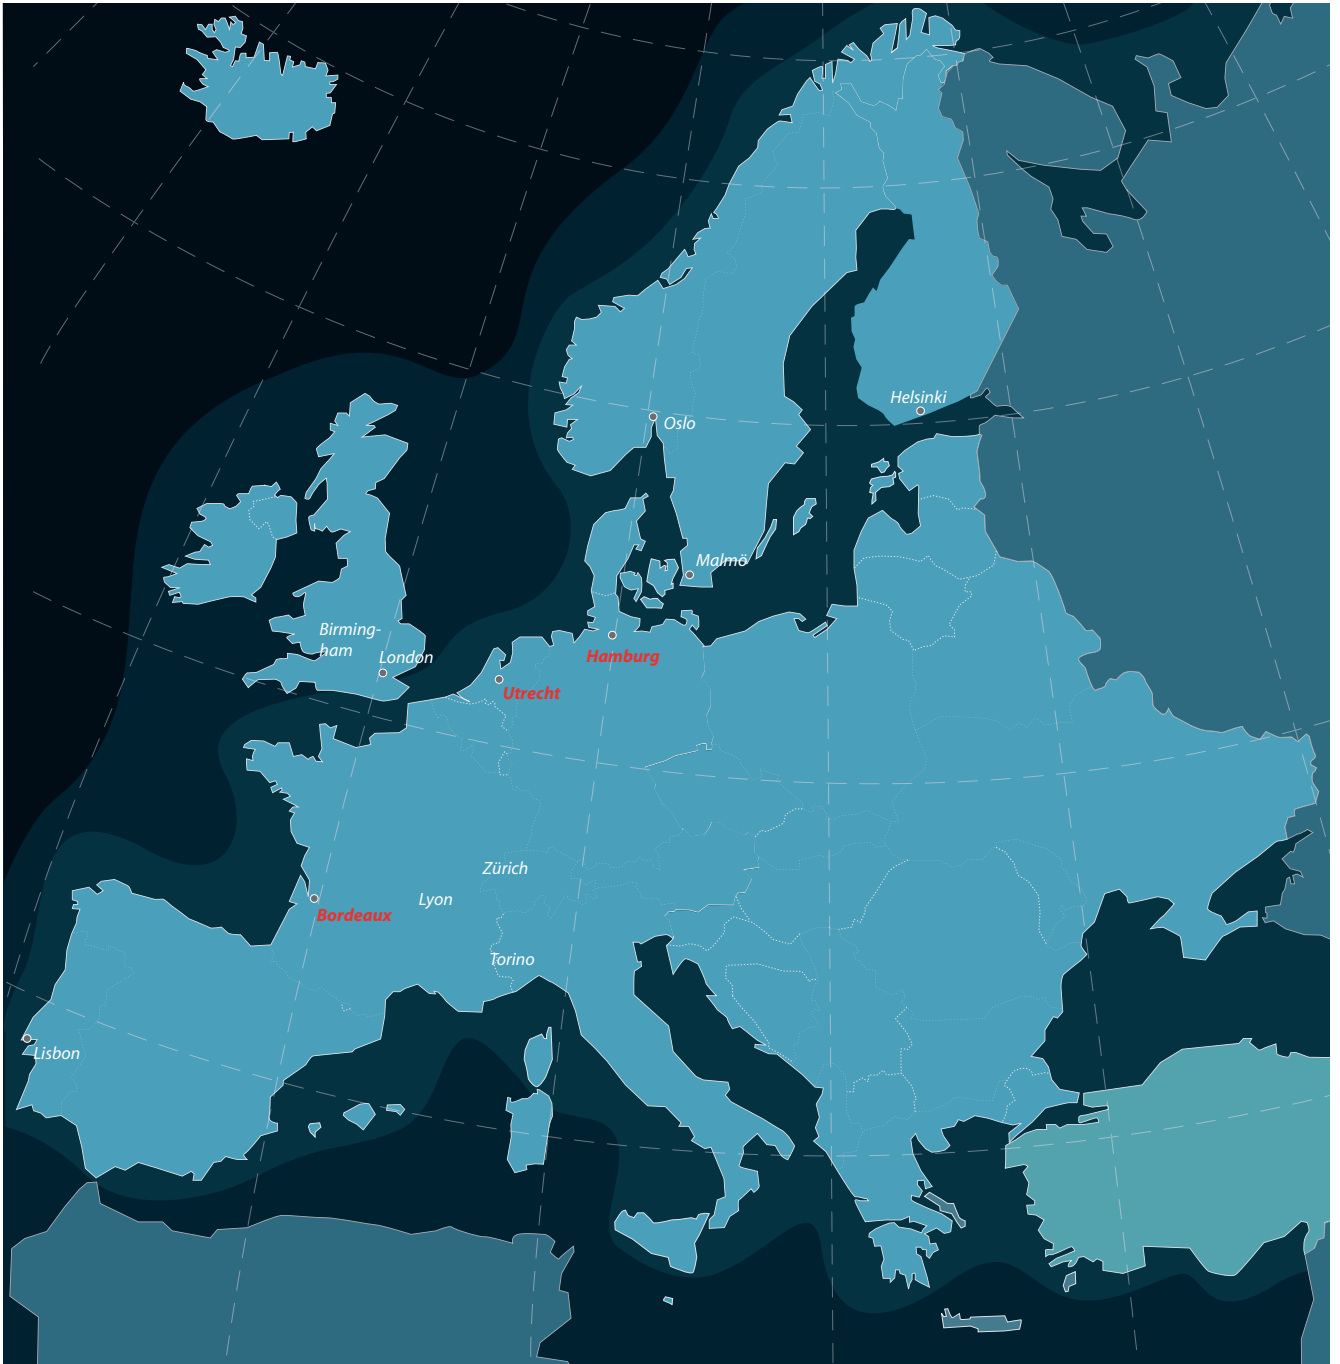 Helsinki
Oslo
Malmö
Birming-
ham
London
Hamburg
Utrecht
Zürich
Lyon
Bordeaux
Torino
Lisbon